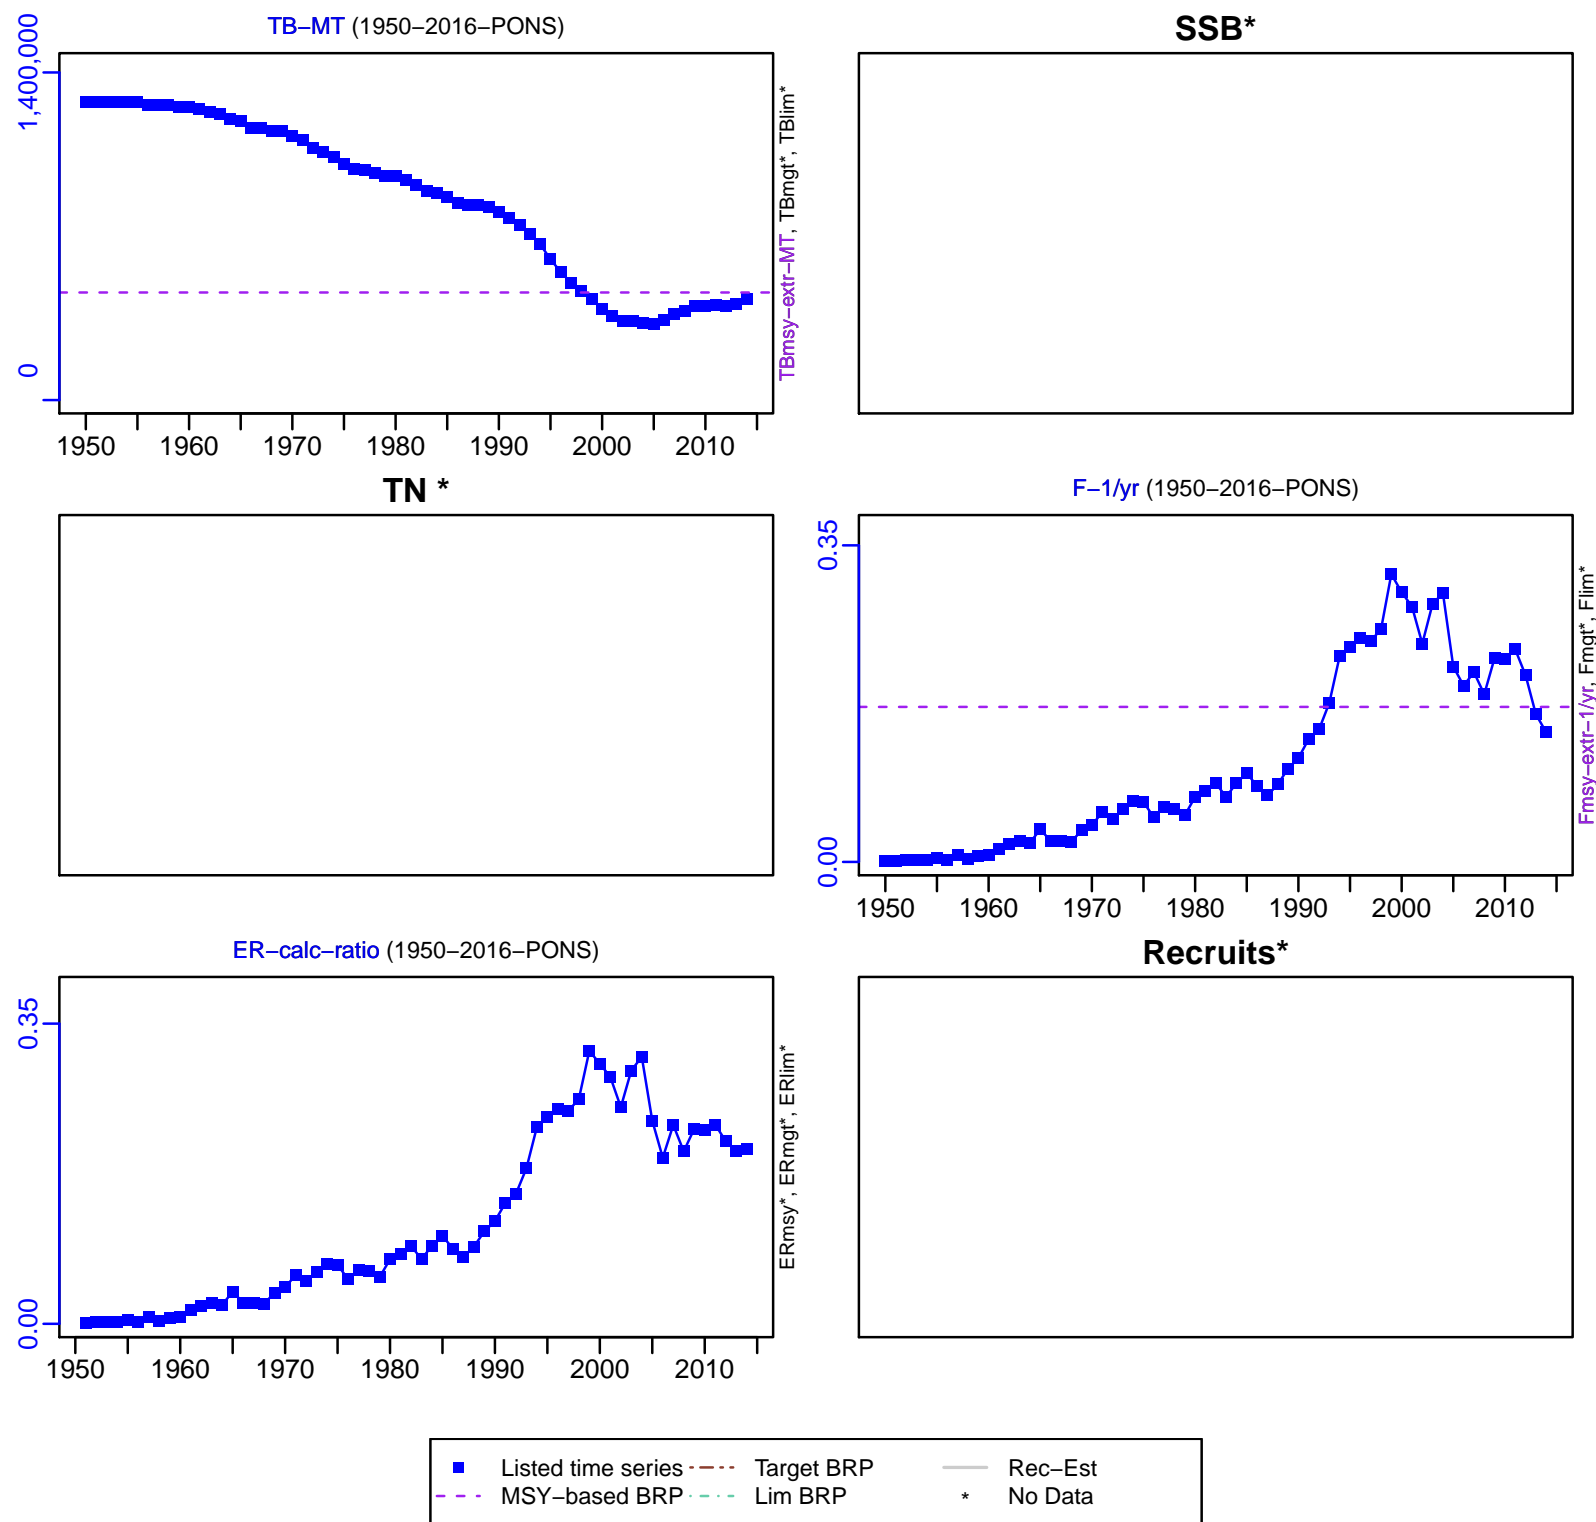 TB−MT (1950−2016−PONS)
1,400,000
0
TBmsy−extr−MT, TBmgt*, TBlim*
1950 1960 1970 1980 1990 2000 2010
SSB*
TN *
F−1/yr (1950−2016−PONS)
0.35
0.00
Fmsy−extr−1/yr, Fmgt*, Flim*
1950 1960 1970 1980 1990 2000 2010
ER−calc−ratio (1950−2016−PONS)
0.35
0.00
ERmsy*, ERmgt*, ERlim*
1950 1960 1970 1980 1990 2000 2010
Recruits*
Listed time series Target BRP Rec−Est
MSY−based BRP Lim BRP * No Data